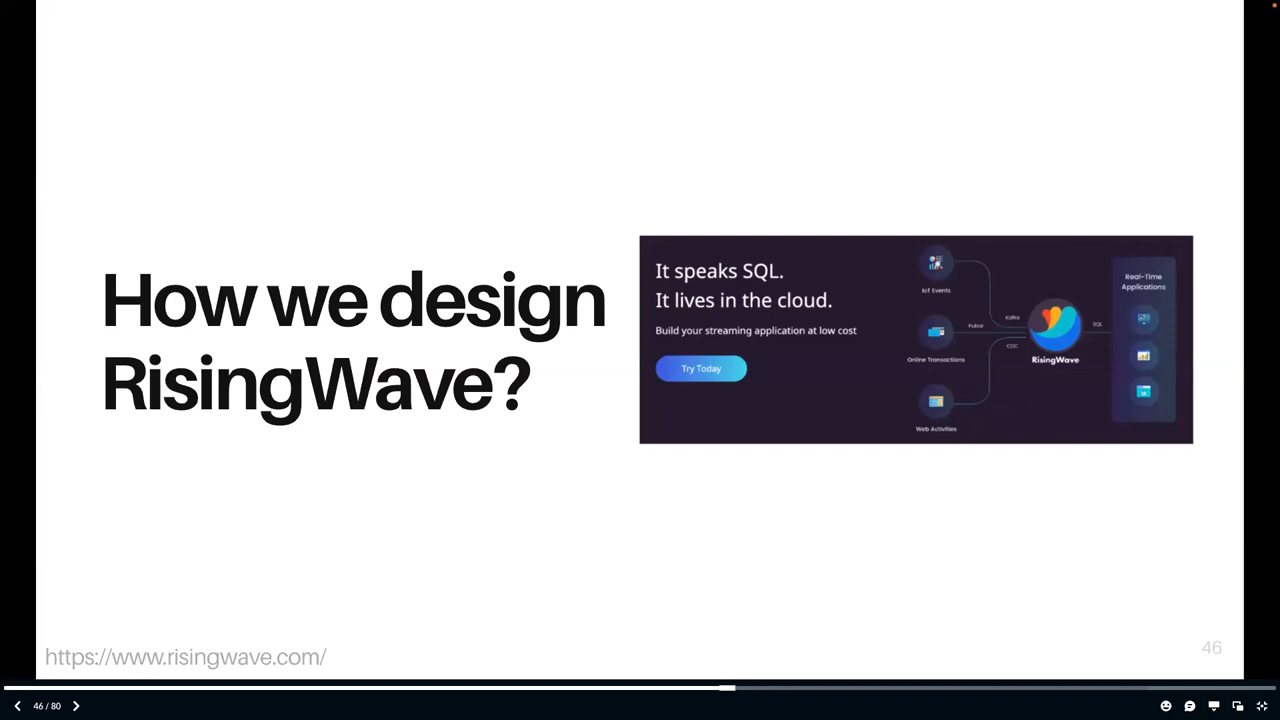 How we design
RisingWave?
It speaks SQL.
It lives in the cloud.
Build your streaming application at low cost
Try Today
IoT Events
Online Transactions
Web Activities
Kafka
Pulsar
CDC
RisingWave
SQL
Real-Time
Applications
https://www.risingwave.com/
46
46 / 80